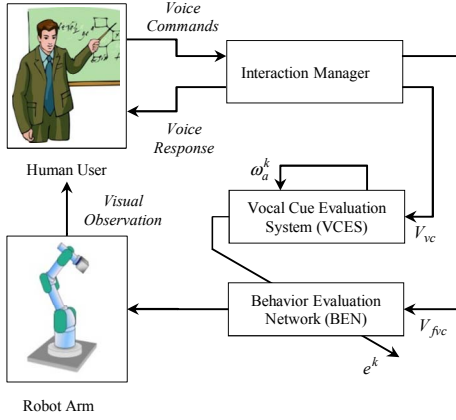 Voice
Commands
Interaction Manager
Voice
Response
Human User
Visual
Observation
ω_a^k
Vocal Cue Evaluation
System (VCES)
V_vc
Behavior Evaluation
Network (BEN)
V_fvc
e^k
Robot Arm